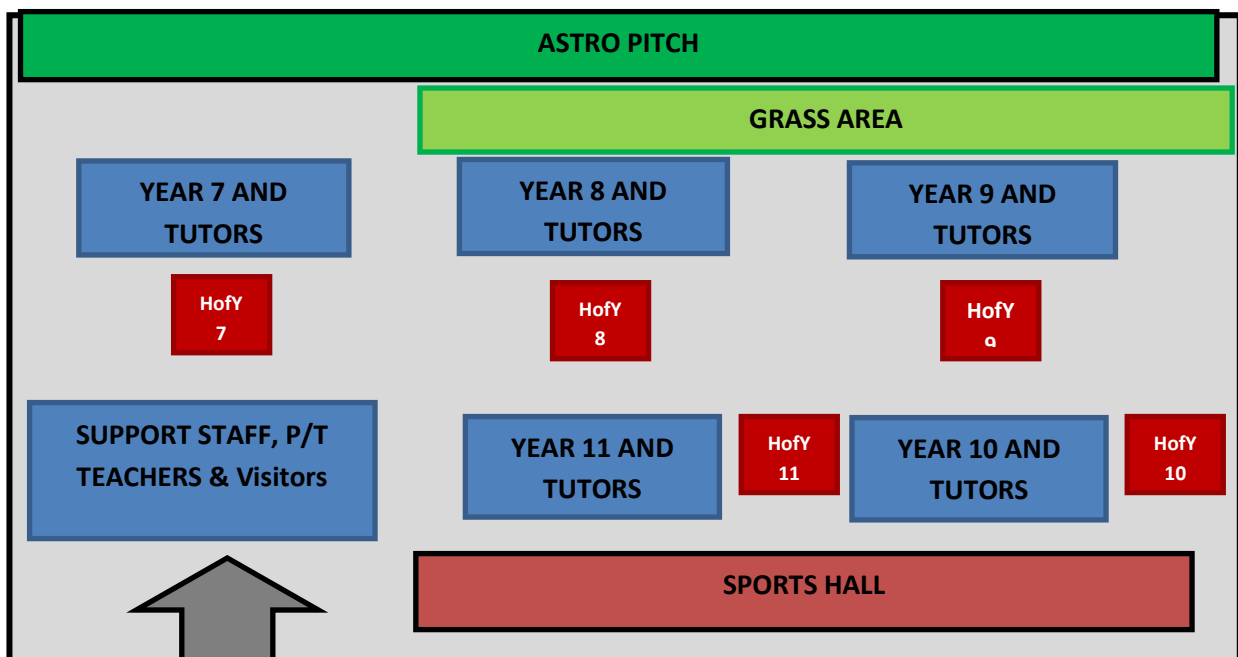 ASTRO PITCH
GRASS AREA
YEAR 7 AND
TUTORS
YEAR 8 AND
TUTORS
YEAR 9 AND
TUTORS
HofY
7
HofY
8
HofY
9
SUPPORT STAFF, P/T
TEACHERS & Visitors
YEAR 11 AND
TUTORS
HofY
11
YEAR 10 AND
TUTORS
HofY
10
SPORTS HALL